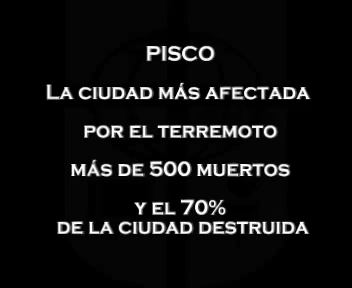 PISCO
La ciudad más afectada
por el terremoto
más de 500 muertos
y el 70%
de la ciudad destruida